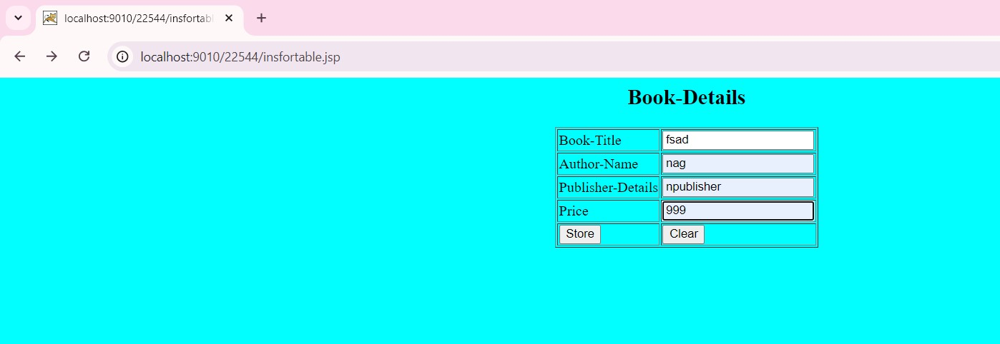 localhost:9010/22544/insfortabl
localhost:9010/22544/insfortable.jsp
Book-Details
Book-Title fsad
Author-Name nag
Publisher-Details npublisher
Price 999
Store Clear